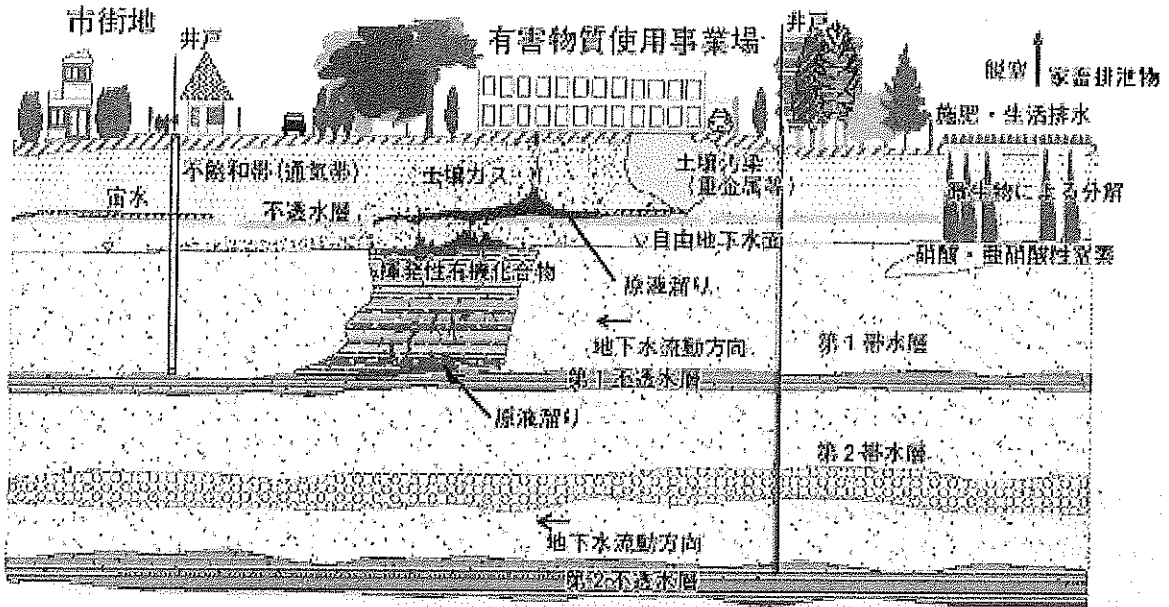 市街地
井戸
有害物質使用事業場
井戸
脱窒
家畜排泄物
施肥・生活排水
不飽和帯(通気帯)
土壌ガス
土壌汚染
(重金属等)
宙水
不透水層
微生物による分解
▽自由地下水面
硝酸・亜硝酸性窒素
揮発性有機化合物
原液溜り
地下水流動方向
第1帯水層
第1不透水層
原液溜り
第2帯水層
地下水流動方向
第2不透水層